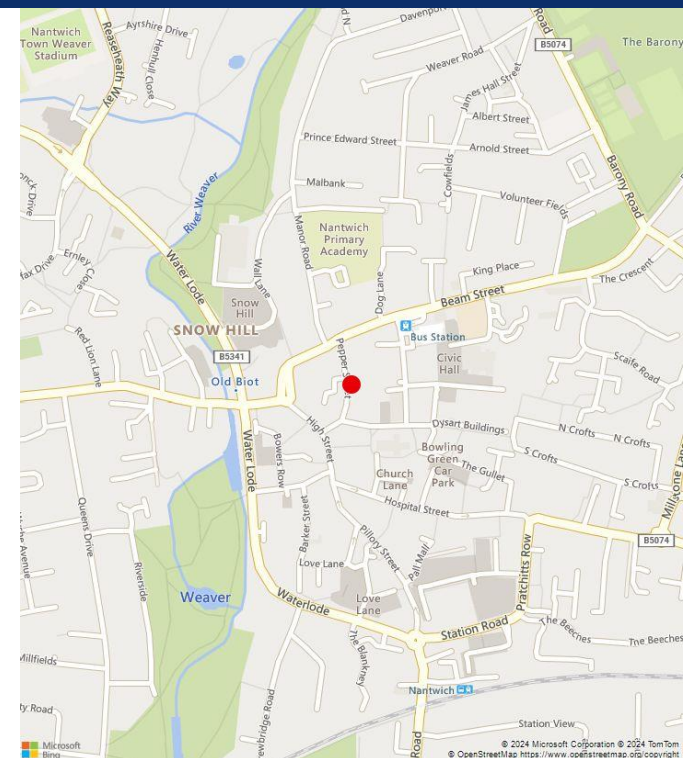 Nantwich
Town Weaver
Stadium
Ayrshire Drive
Henhull Close
Reaseheath Way
Davenport
Road
B5074
The Barony
Weaver Road
James Hall Street
Albert Street
Prince Edward Street
Arnold Street
Cowfields
Malbank
Volunteer Fields
Barony Road
River Weaver
Nantwich
Primary
Academy
Manor Road
Wall Lane
Dog Lane
King Place
The Crescent
Water Lode
Ernley Close
Beam Street
Snow
Hill
SNOW HILL
Bus Station
Red Lion Lane
B5341
Pepper Street
Civic
Hall
Scaife Road
Old Biot
High Street
Dysart Buildings
N Crofts
N Crofts
Water Lode
Bowers Row
Bowling
Green
Car
Park
The Gullet
S Crofts
S Crofts
Church
Lane
Millstone Lane
Hospital Street
Queens Drive
Barker Street
Pillory Street
B5074
Avenue
Riverside
Love Lane
Pall Mall
Pratchitts Row
Weaver
Waterlode
Love
Lane
Station Road
The Beeches
The Beeches
The Blankney
Millfields
Nantwich
Road
Station View
Road
Microsoft
Bing
© 2024 Microsoft Corporation © 2024 TomTom
© OpenStreetMap https://www.openstreetmap.org/copyright